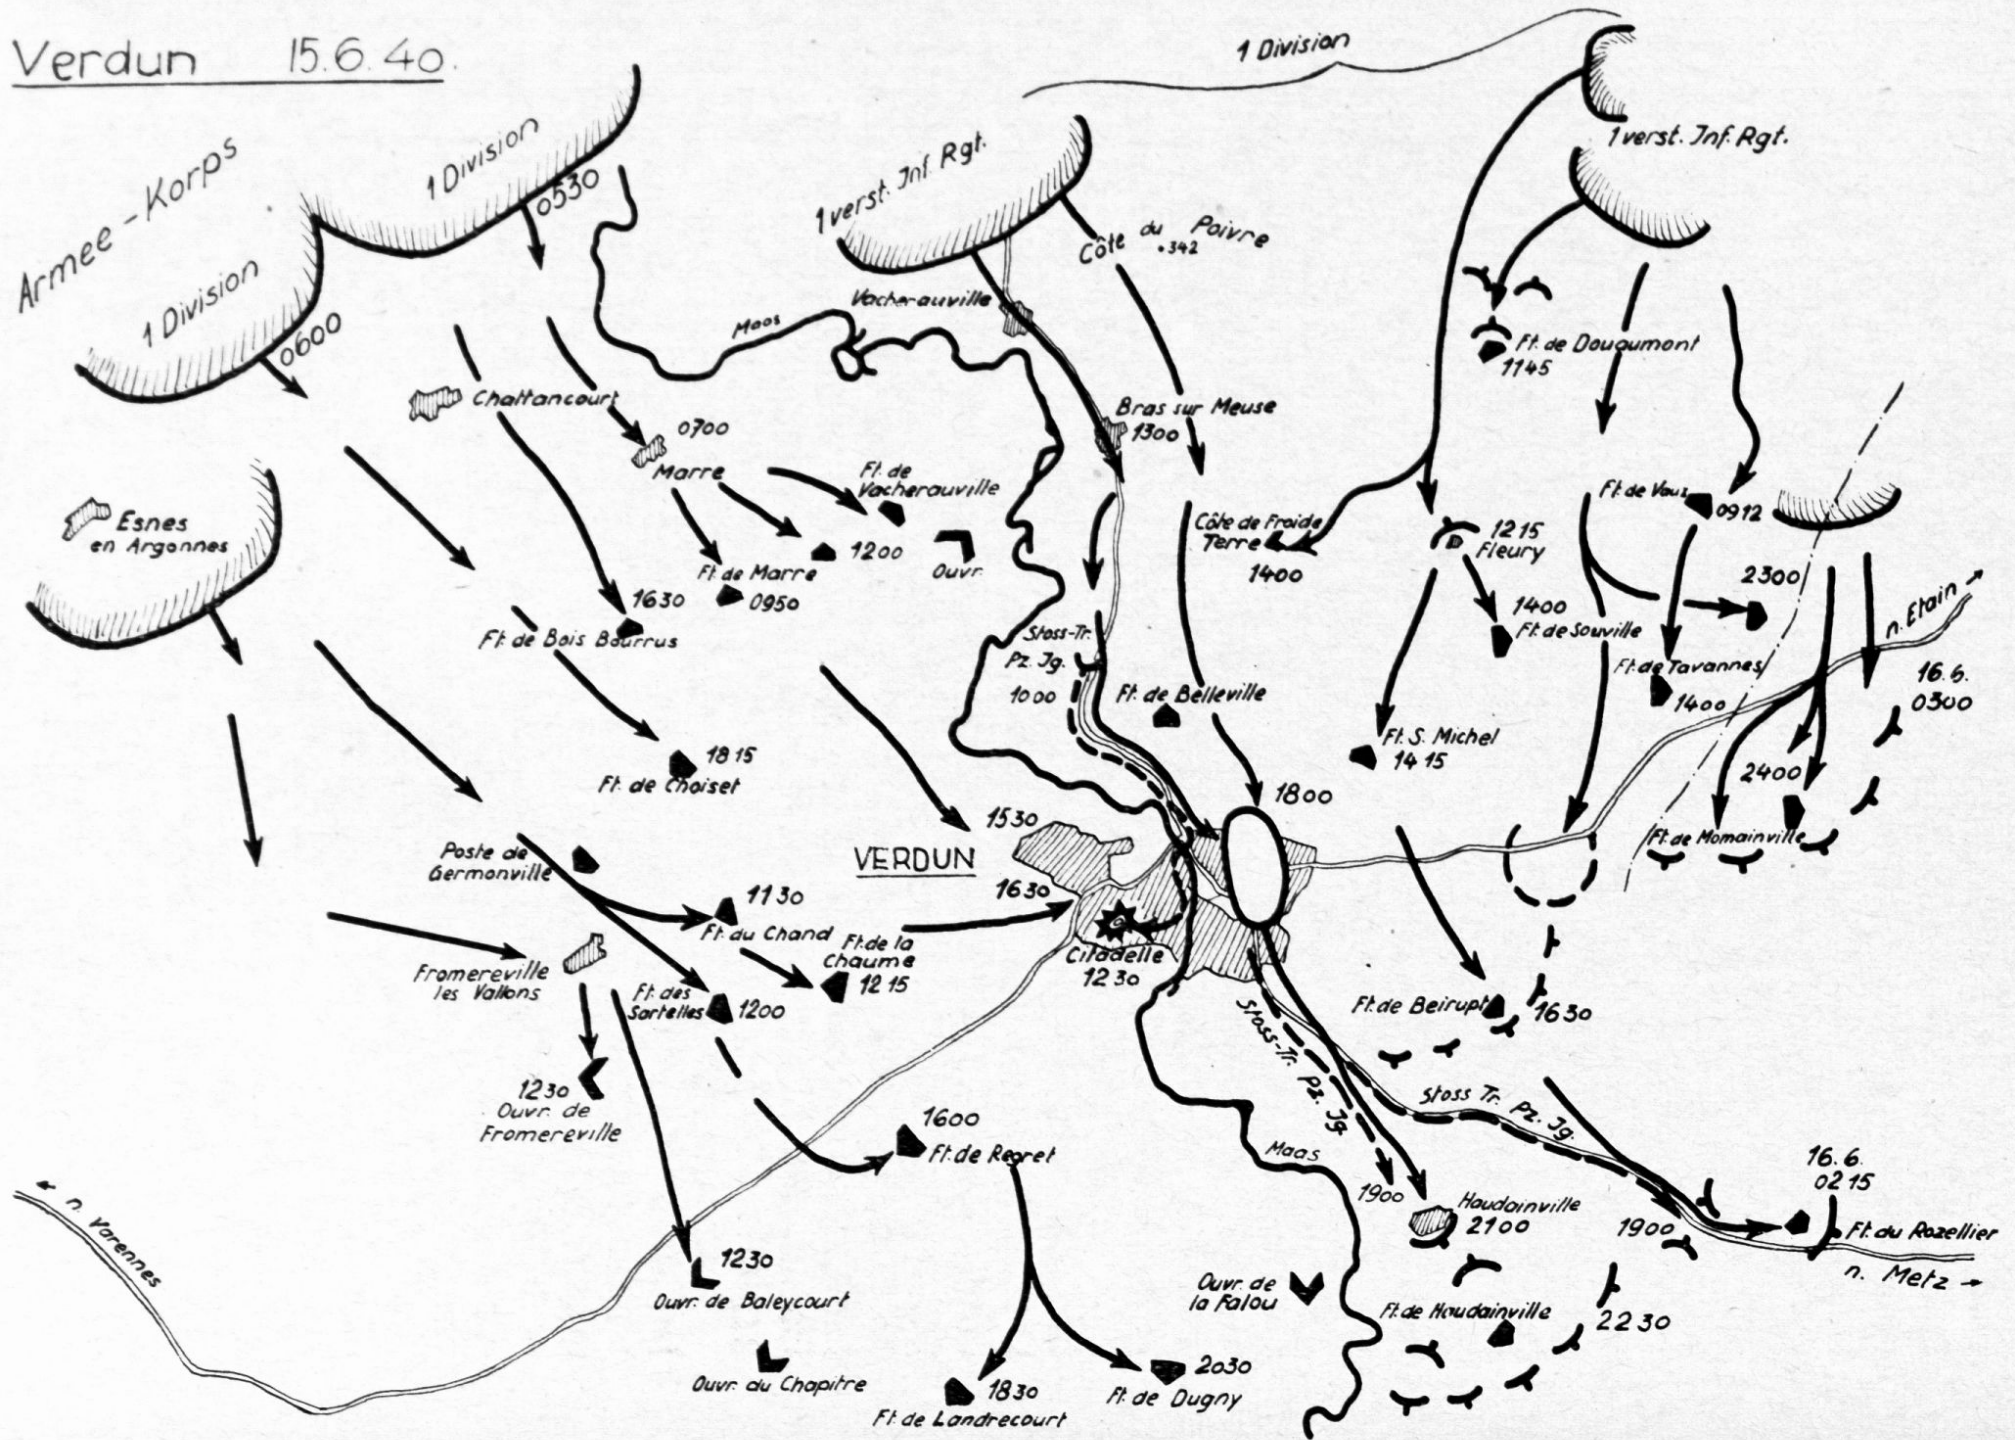 Verdun 15.6.40.
Armee-Korps
1 Division
0600
1 Division
0530
1 Division
1 verst. Inf. Rgt.
1 verst. Inf. Rgt.
Côte du Poivre
.342
Vacherauville
Maas
Ft. de Douaumont
1145
Chattancourt
Bras sur Meuse
1300
0700
Marre
Ft. de
Vacherauville
1200
Ouvr.
Esnes
en Argonnes
Ft. de Marre
0950
1630
Ft. de Bois Bourrus
Côte de Froide
Terre
1400
1215
Fleury
Ft. de Vaux
0912
2300
1400
Ft. de Souville
n. Etain
Stoss-Tr.
Pz. Jg.
1000
Ft. de Belleville
Ft. de Tavannes
1400
16.6.
0300
Ft. S. Michel
1415
1815
Ft. de Choiset
2400
Ft. de Momainville
1800
1530
VERDUN
1630
Poste de
Germonville
1130
Ft. du Chand
Ft. de la
Chaume
1215
Citadelle
1230
Fromereville
les Vallons
Ft. des
Sartelles
1200
Ft. de Beirupt
1630
Stoss-Tr. Pz. Jg.
1230
Ouvr. de
Fromereville
Stoss Tr. Pz. Jg.
1600
Ft. de Regret
Maas
1900
Haudainville
2100
1900
16.6.
0215
Ft. du Rozellier
n. Metz
n. Varennes
1230
Ouvr. de Baleycourt
Ouvr. de
la Falou
Ft. de Haudainville
2230
Ouvr. du Chapitre
1830
Ft. de Landrecourt
2030
Ft. de Dugny